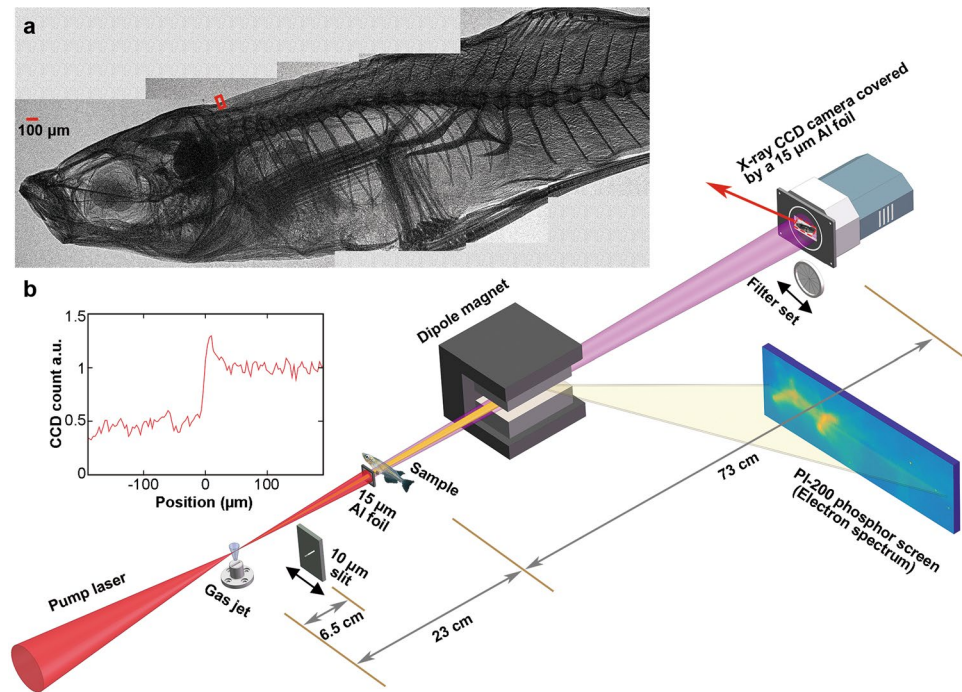 a
100 µm
X-ray CCD camera covered
by a 15 µm Al foil
b
1.5
1
0.5
0
CCD count a.u.
-100
0
100
Position (µm)
Dipole magnet
Filter set
Sample
15 µm
Al foil
10 µm
slit
Gas jet
Pump laser
6.5 cm
23 cm
73 cm
PI-200 phosphor screen
(Electron spectrum)